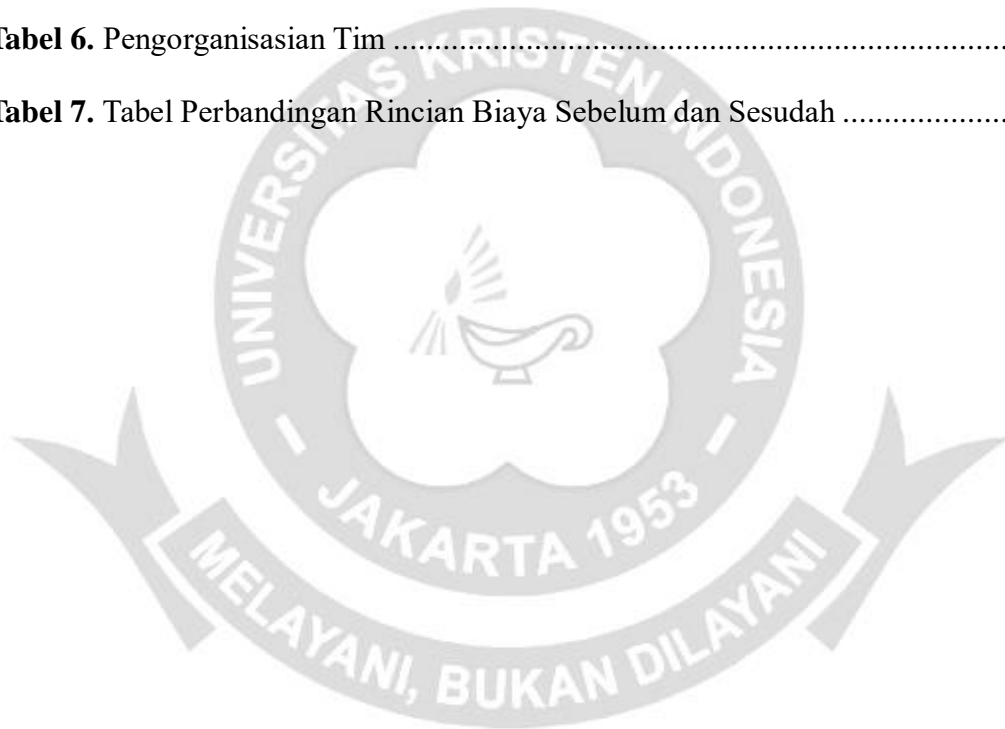 Tabel 6. Pengorganisasian Tim ..........................................................................
Tabel 7. Tabel Perbandingan Rincian Biaya Sebelum dan Sesudah ....................
UNIVERSITAS KRISTEN INDONESIA
- JAKARTA 1953 -
MELAYANI, BUKAN DILAYANI